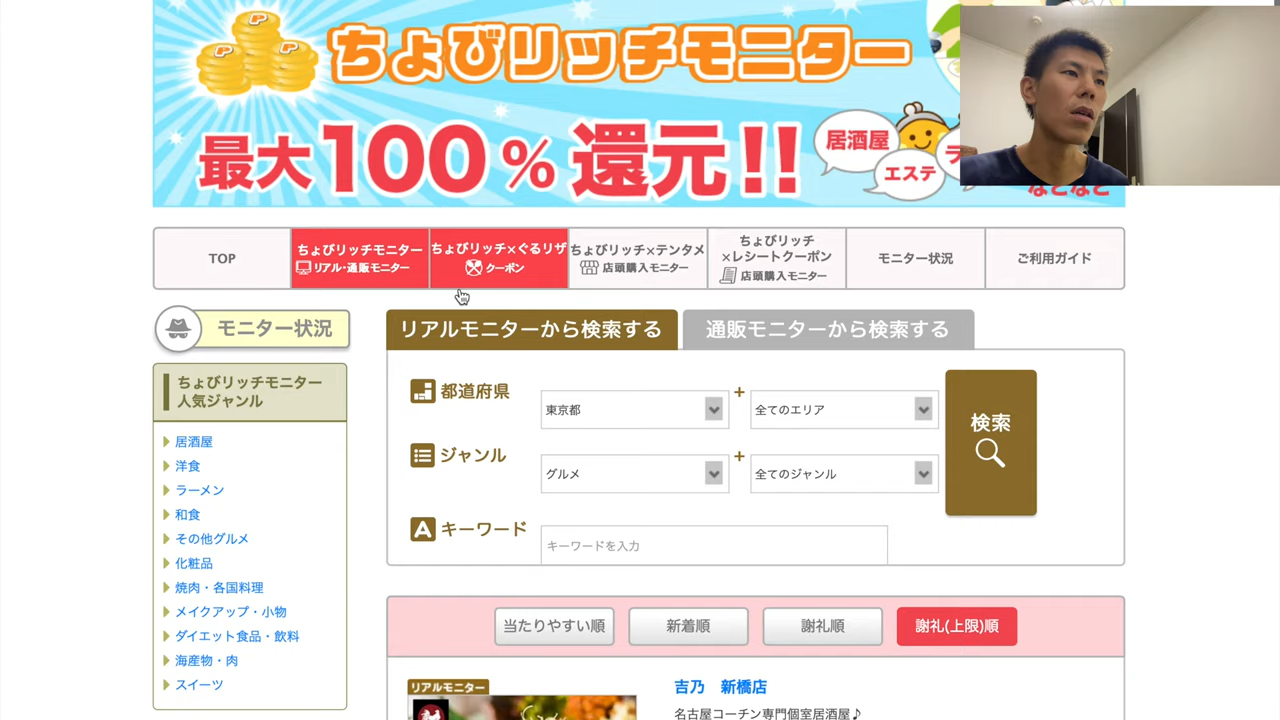 ちょびリッチモニター
最大100%還元!!
居酒屋
エステ
などなど
TOP
ちょびリッチモニター
リアル・通販モニター
ちょびリッチ×ぐるリザ
クーポン
ちょびリッチ×テンタメ
店頭購入モニター
ちょびリッチ
×レシートクーポン
店頭購入モニター
モニター状況
ご利用ガイド
モニター状況
リアルモニターから検索する
通販モニターから検索する
ちょびリッチモニター
人気ジャンル
居酒屋
洋食
ラーメン
和食
その他グルメ
化粧品
焼肉・各国料理
メイクアップ・小物
ダイエット食品・飲料
海産物・肉
スイーツ
都道府県
東京都
+
全てのエリア
ジャンル
グルメ
+
全てのジャンル
検索
A キーワード
キーワードを入力
当たりやすい順
新着順
謝礼順
謝礼(上限)順
リアルモニター
吉乃 新橋店
名古屋コーチン専門個室居酒屋♪